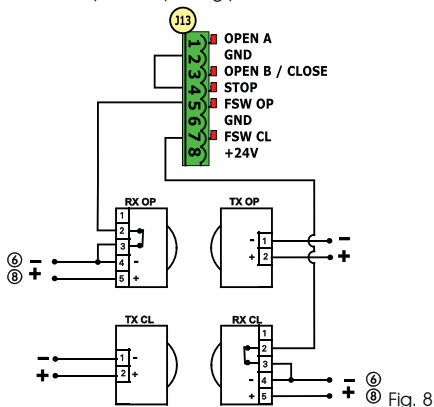 J13
1 OPEN A
2 GND
3 OPEN B / CLOSE
4 STOP
5 FSW OP
6 GND
7 FSW CL
8 +24V
RX OP
1
2
3
4 -
5 +
⑥ -
⑧ +
TX OP
- 1 -
+ 2 +
TX CL
- 1 -
+ 2 +
RX CL
1
2
3
- 4
+ 5
- ⑥
+ ⑧
Fig. 8